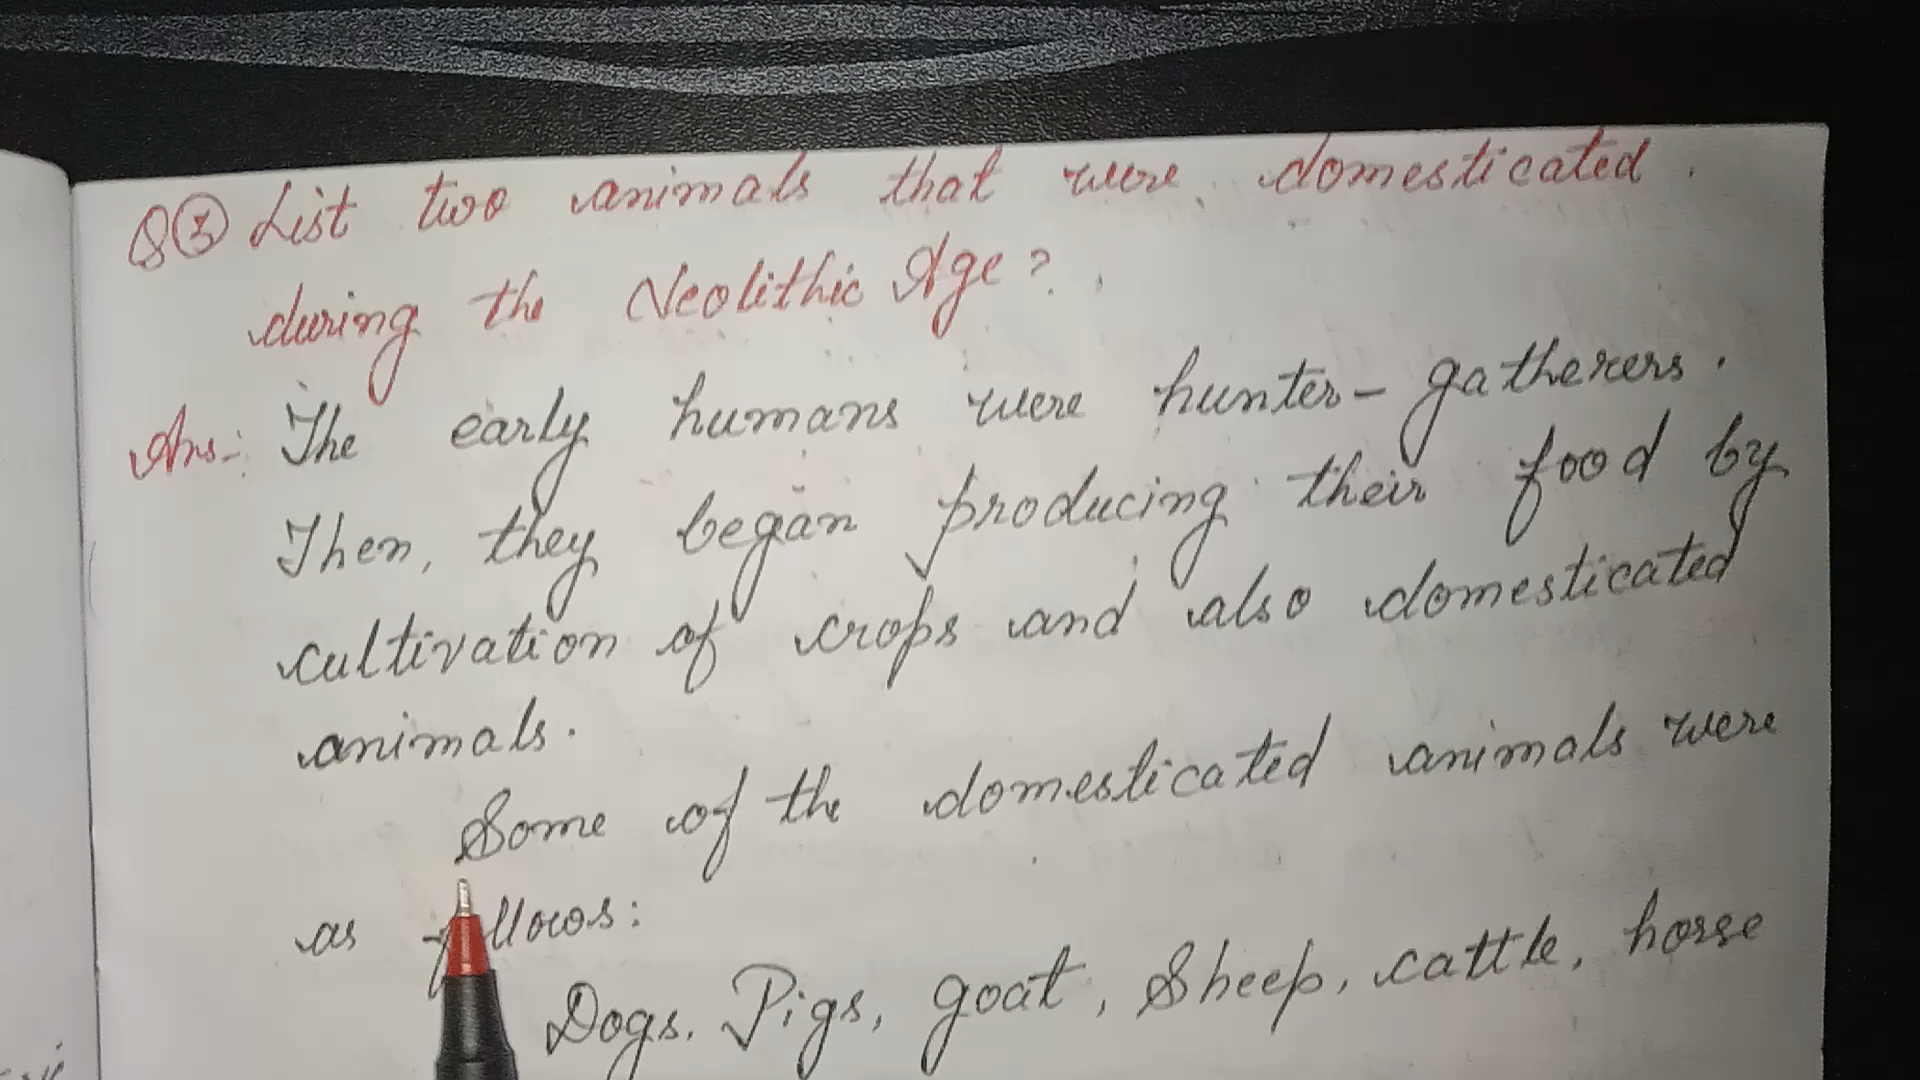 Q③ List two animals that were domesticated
during the Neolithic Age?
Ans:- The early humans were hunter-gatherers.
Then, they began producing their food by
cultivation of crops and also domesticated
animals.
Some of the domesticated animals were
as follows:
Dogs, Pigs, goat, Sheep, cattle, horse